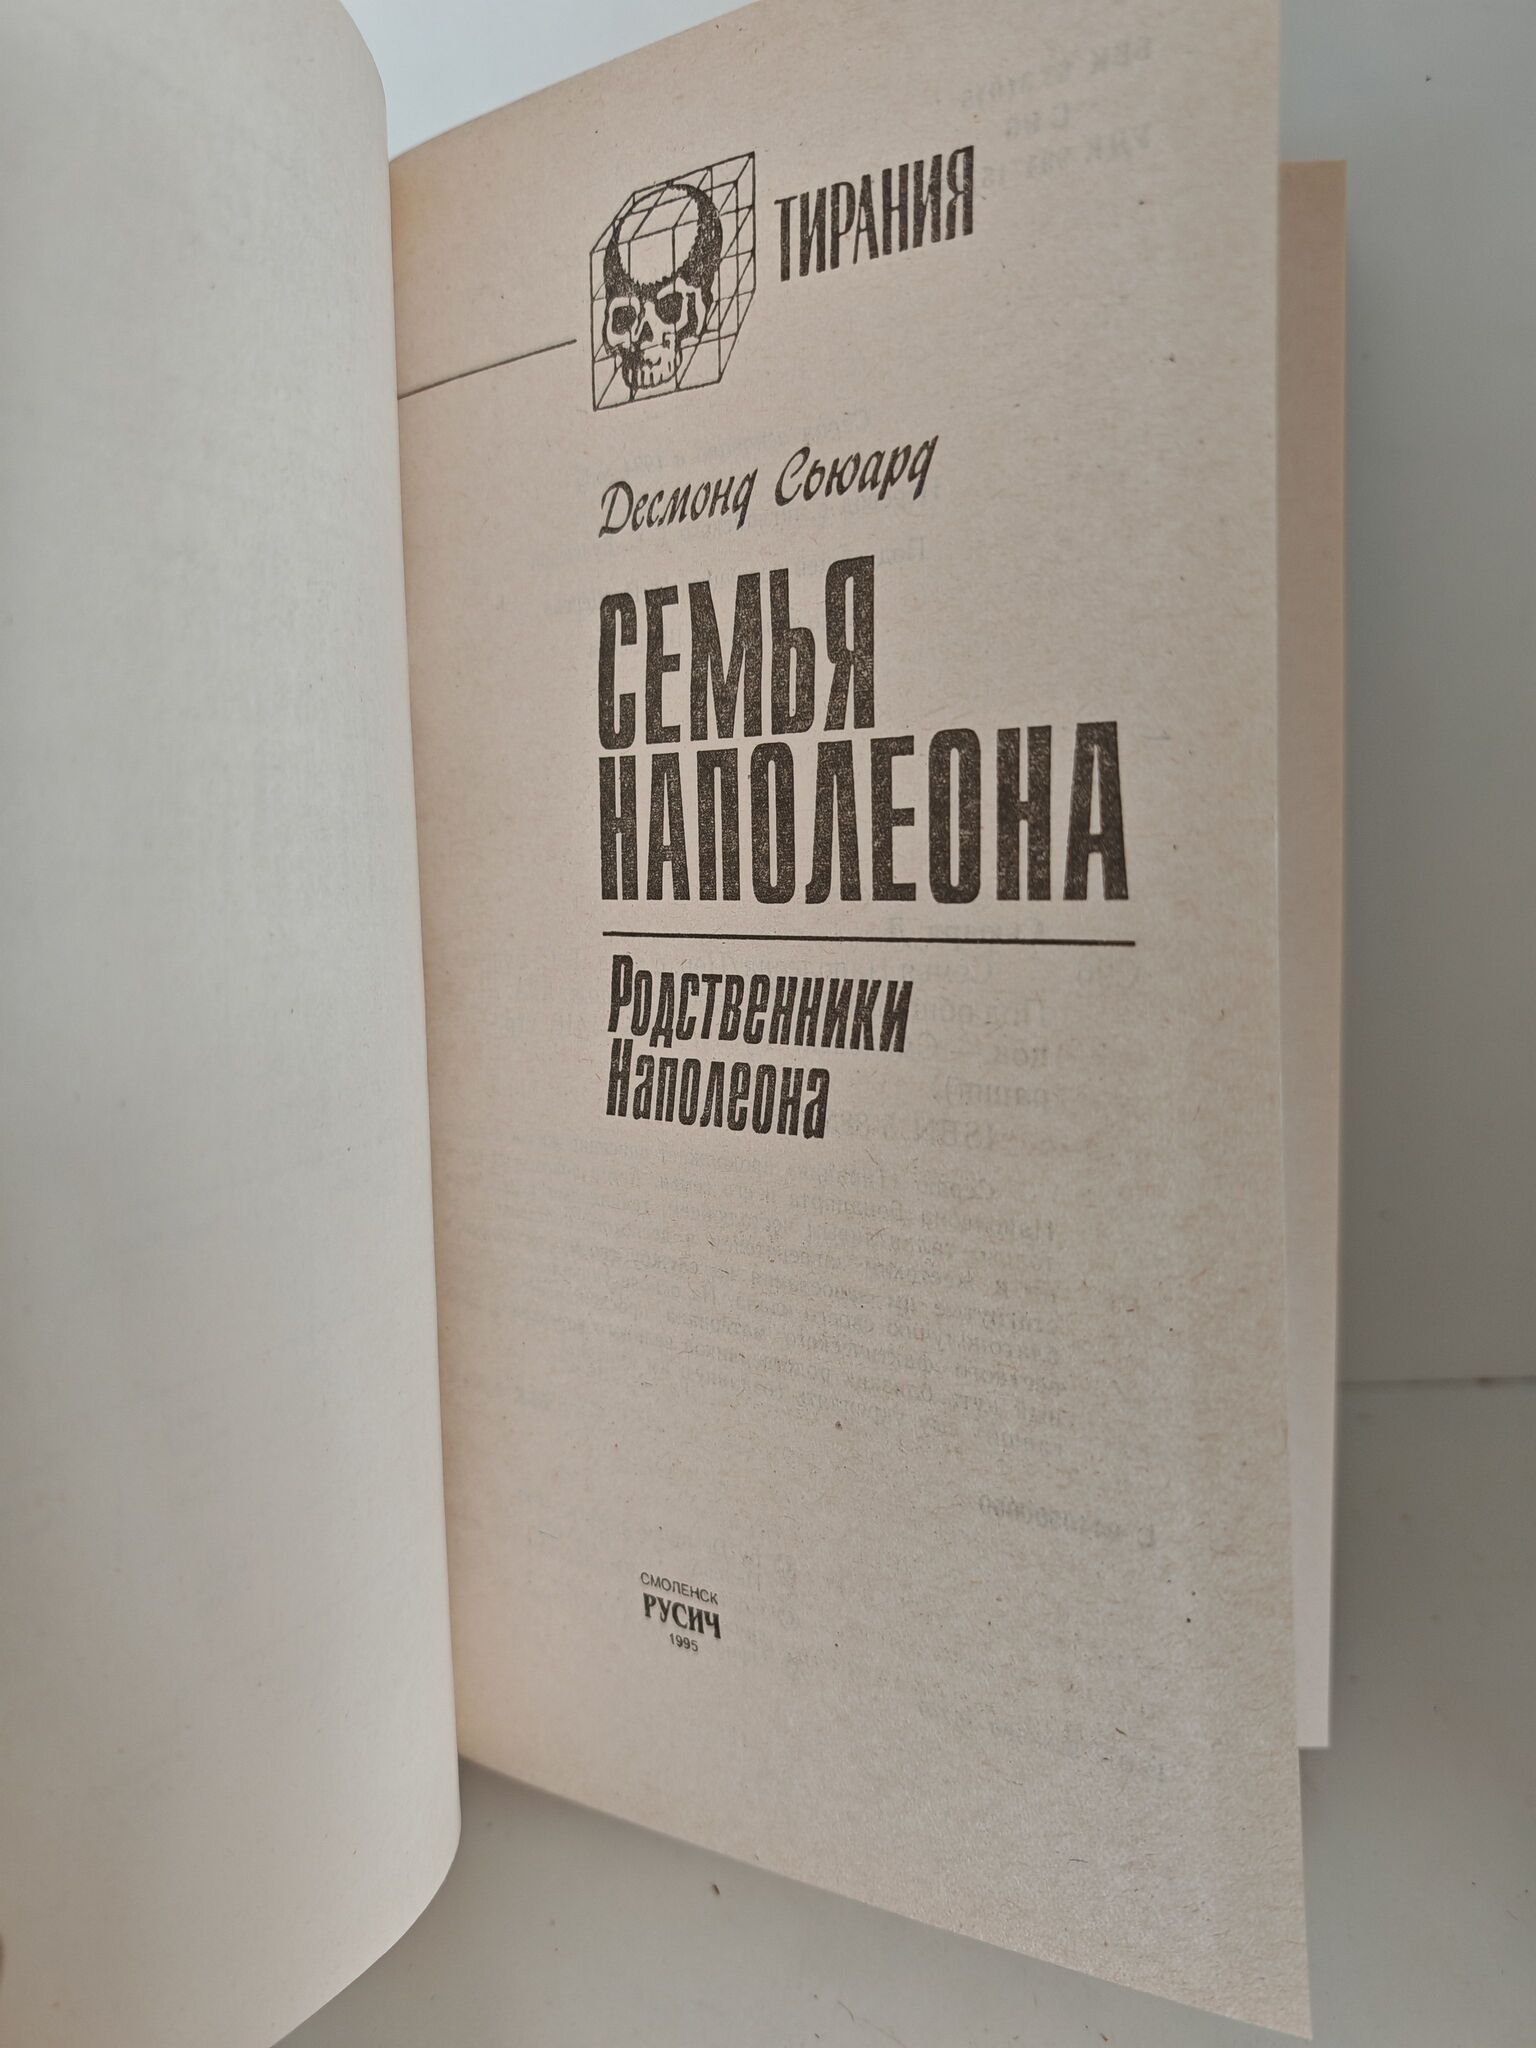 ТИРАНИЯ
Десмонд Сьюард
СЕМЬЯ
НАПОЛЕОНА
Родственники
Наполеона
СМОЛЕНСК
РУСИЧ
1995